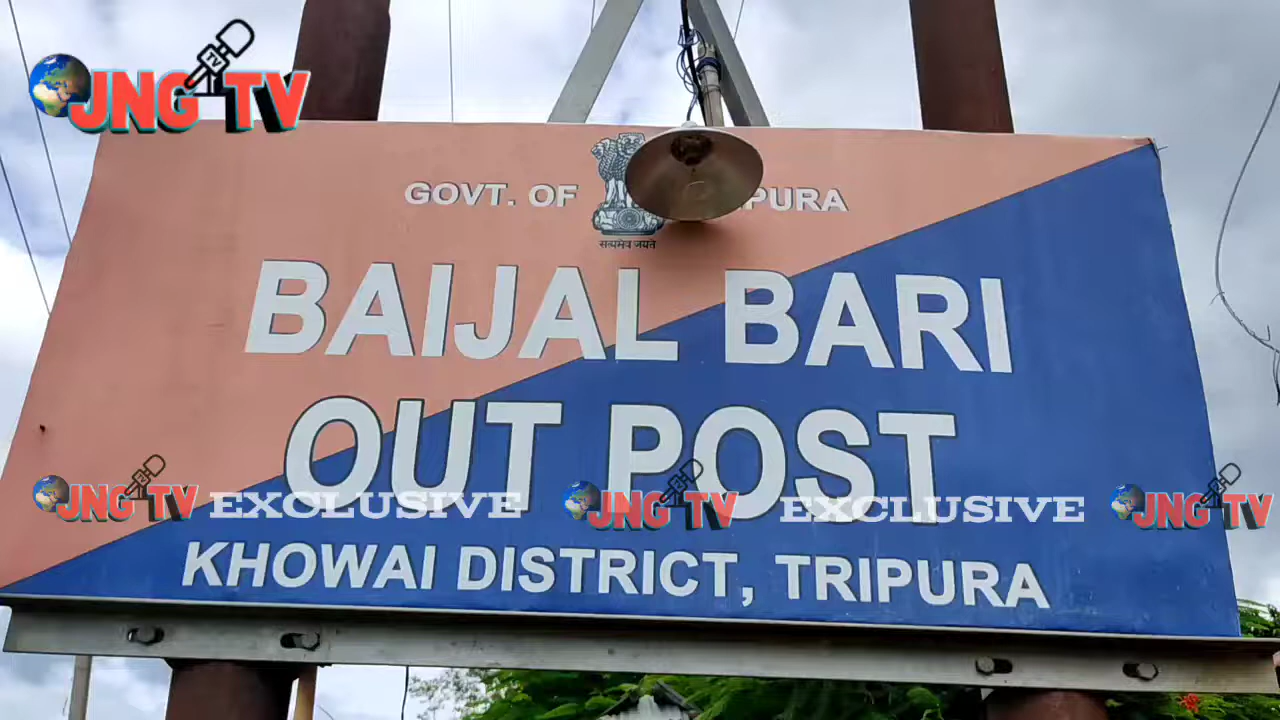 JNG TV
GOVT. OF PURA
सत्यमेव जयते
BAIJAL BARI
OUT POST
JNG TV EXCLUSIVE JNG TV EXCLUSIVE JNG TV
KHOWAI DISTRICT, TRIPURA